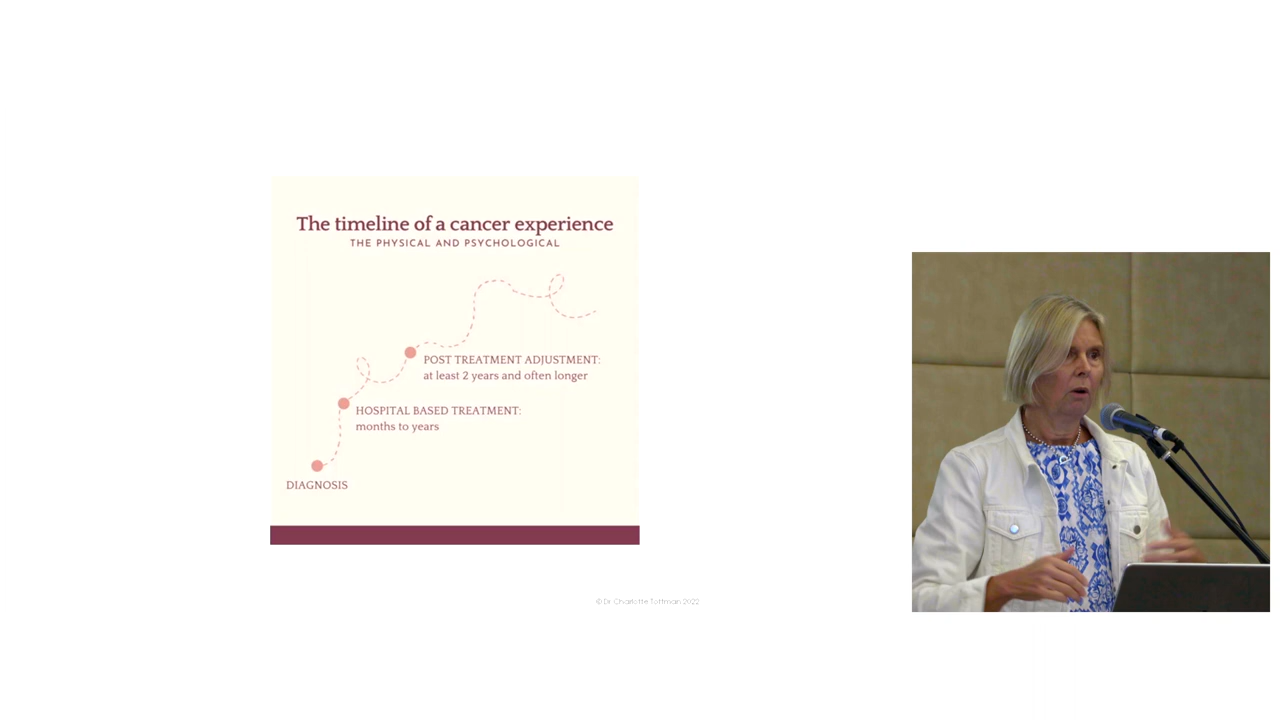 The timeline of a cancer experience
THE PHYSICAL AND PSYCHOLOGICAL
POST TREATMENT ADJUSTMENT:
at least 2 years and often longer
HOSPITAL BASED TREATMENT:
months to years
DIAGNOSIS
© Dr Charlotte Tottman 2022